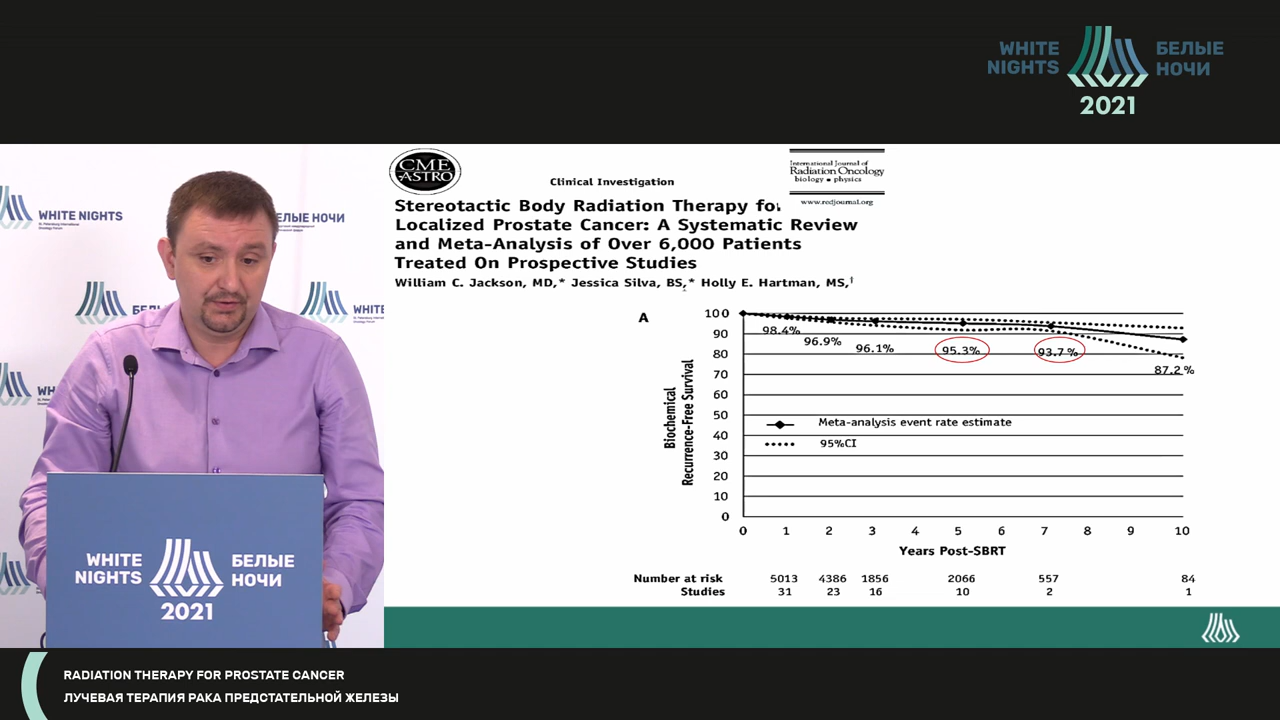 WHITE NIGHTS
БЕЛЫЕ НОЧИ
2021
WHITE NIGHTS
ЕЛЫЕ НОЧИ
БЕЛ
WHITE
WHITE NIGHTS
БЕЛЫЕ НОЧИ
2021
CME
ASTRO
Clinical Investigation
International Journal of
Radiation Oncology
biology • physics
www.redjournal.org
Stereotactic Body Radiation Therapy for
Localized Prostate Cancer: A Systematic Review
and Meta-Analysis of Over 6,000 Patients
Treated On Prospective Studies
William C. Jackson, MD,* Jessica Silva, BS,* Holly E. Hartman, MS,†
A
Biochemical
Recurrence-Free Survival
100
90
80
70
60
50
40
30
20
10
0
98.4%
96.9%
96.1%
95.3%
93.7%
87.2%
Meta-analysis event rate estimate
95%CI
0 1 2 3 4 5 6 7 8 9 10
Years Post-SBRT
Number at risk 5013 4386 1856 2066 557 84
Studies 31 23 16 10 2 1
RADIATION THERAPY FOR PROSTATE CANCER
ЛУЧЕВАЯ ТЕРАПИЯ РАКА ПРЕДСТАТЕЛЬНОЙ ЖЕЛЕЗЫ